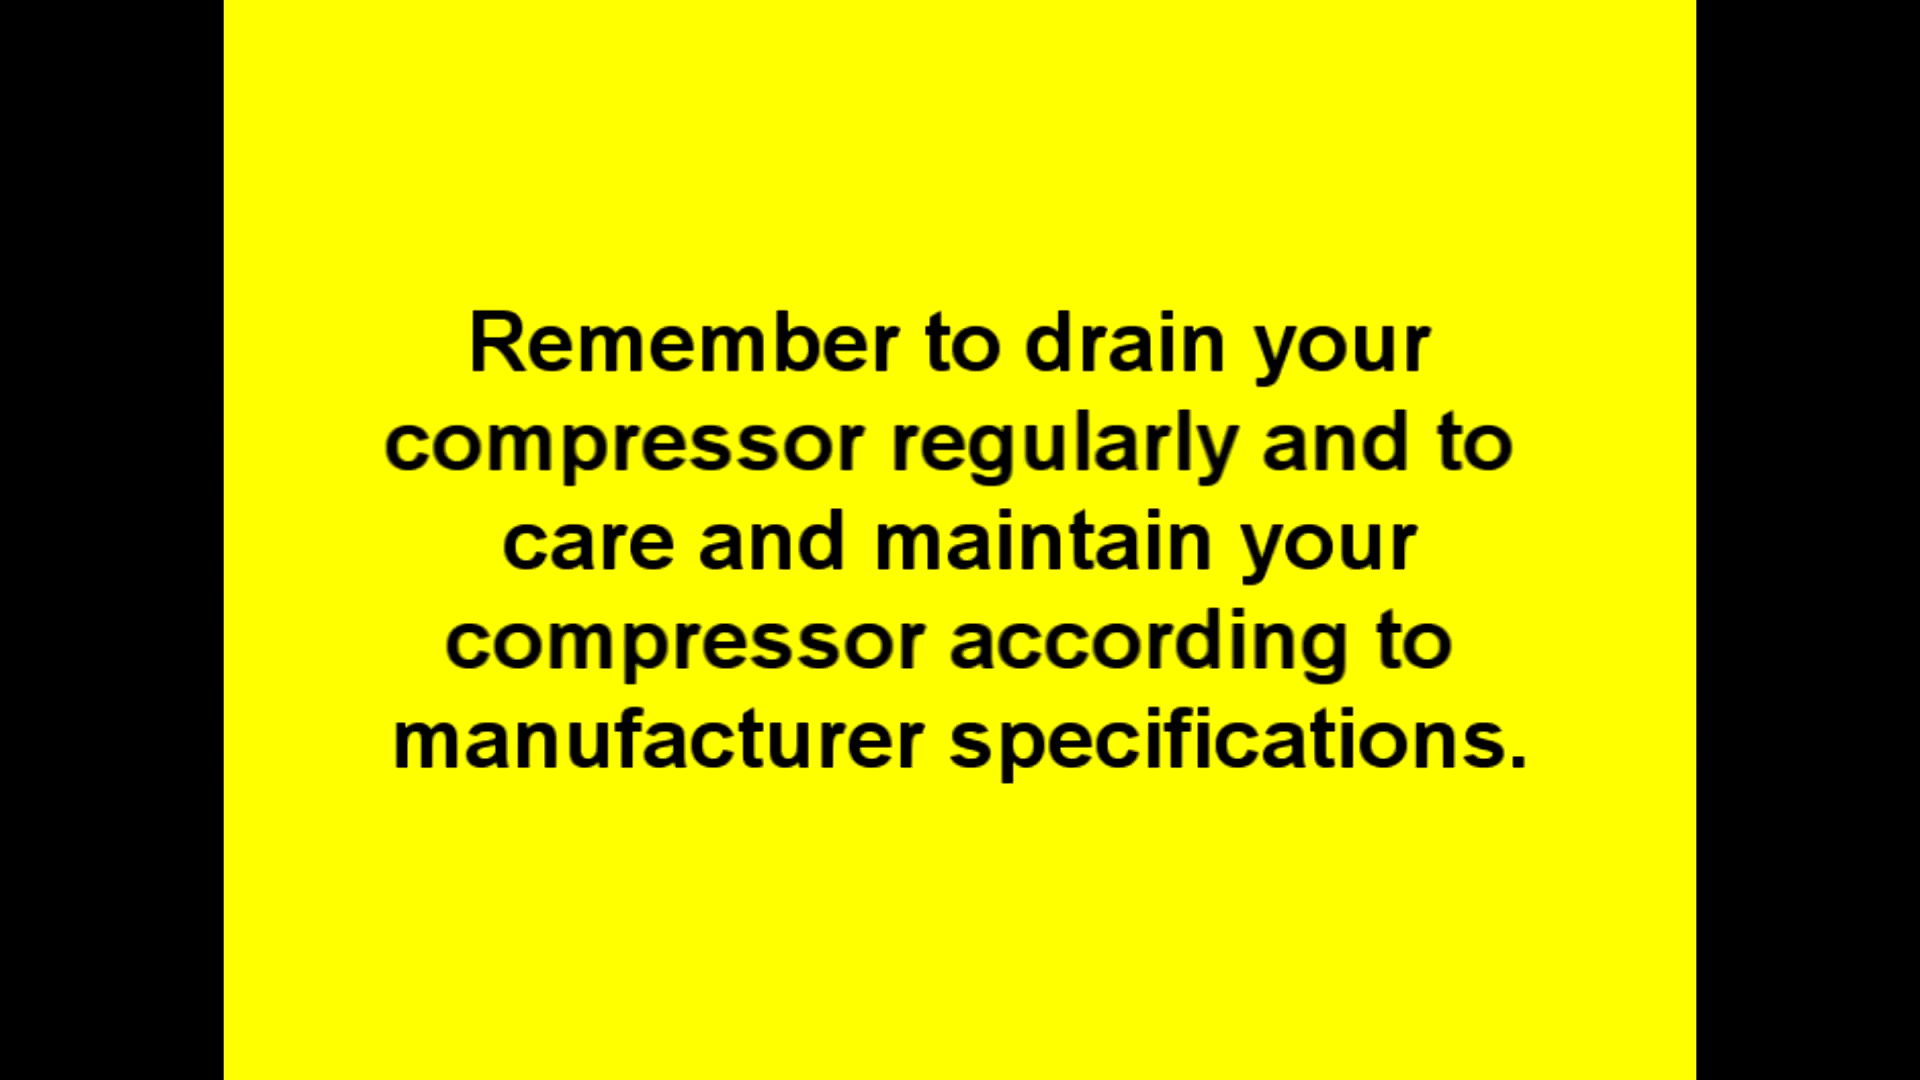 Remember to drain your
compressor regularly and to
care and maintain your
compressor according to
manufacturer specifications.